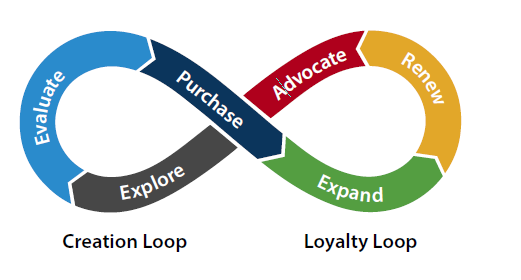 Evaluate
Purchase
Explore
Advocate
Renew
Expand
Creation Loop
Loyalty Loop